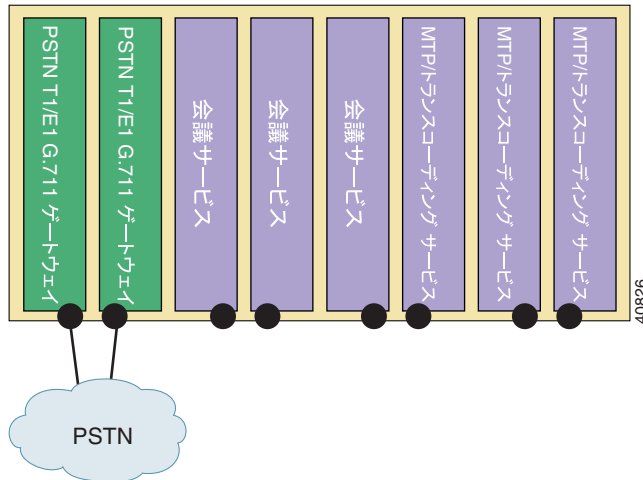 PSTN T1/E1 G.711 ゲートウェイ
PSTN T1/E1 G.711 ゲートウェイ
会議サービス
会議サービス
会議サービス
MTP/トランスコーディング サービス
MTP/トランスコーディング サービス
MTP/トランスコーディング サービス
40826
PSTN